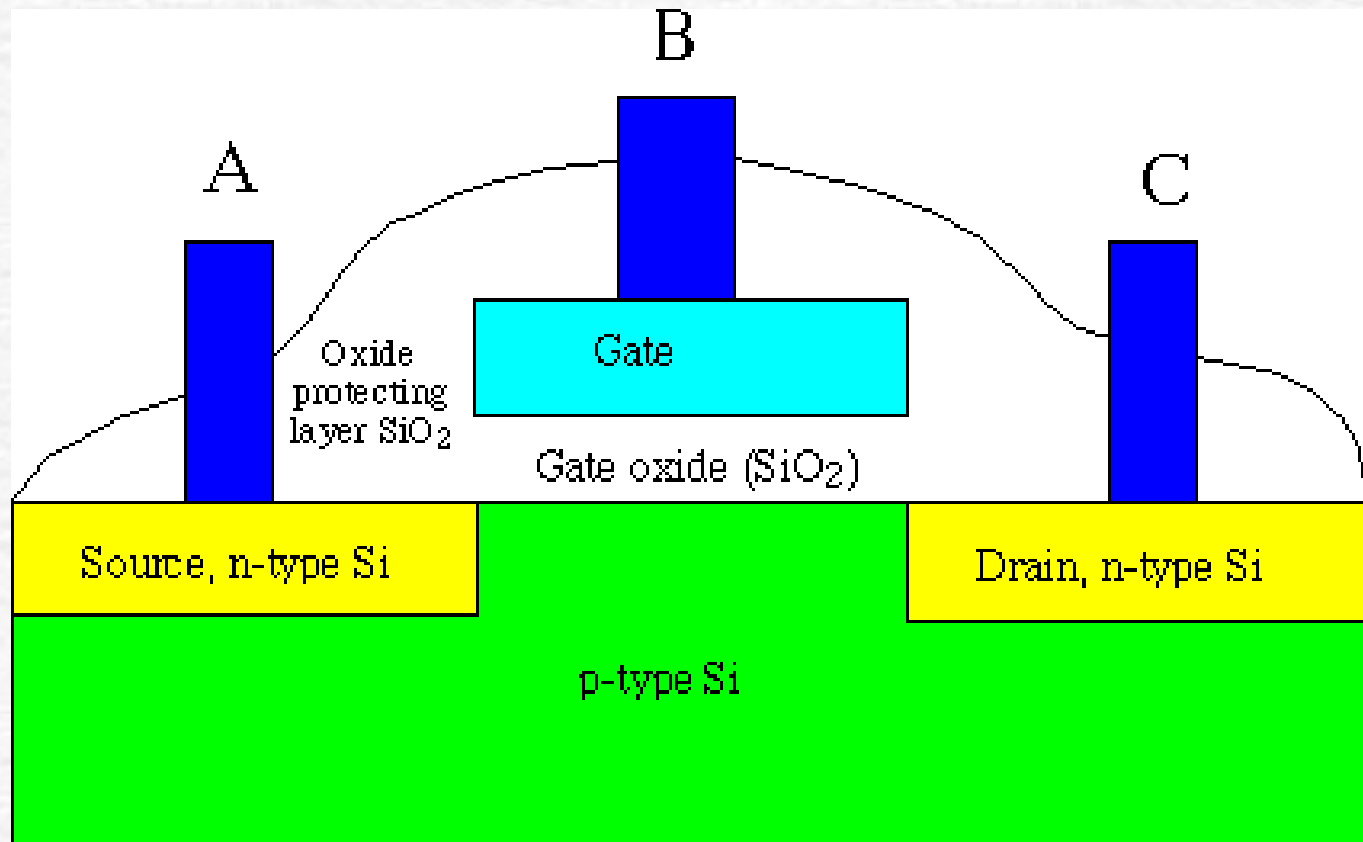 B
A
C
Gate
Oxide
protecting
layer SiO₂
Gate oxide (SiO₂)
Source, n-type Si
Drain, n-type Si
p-type Si